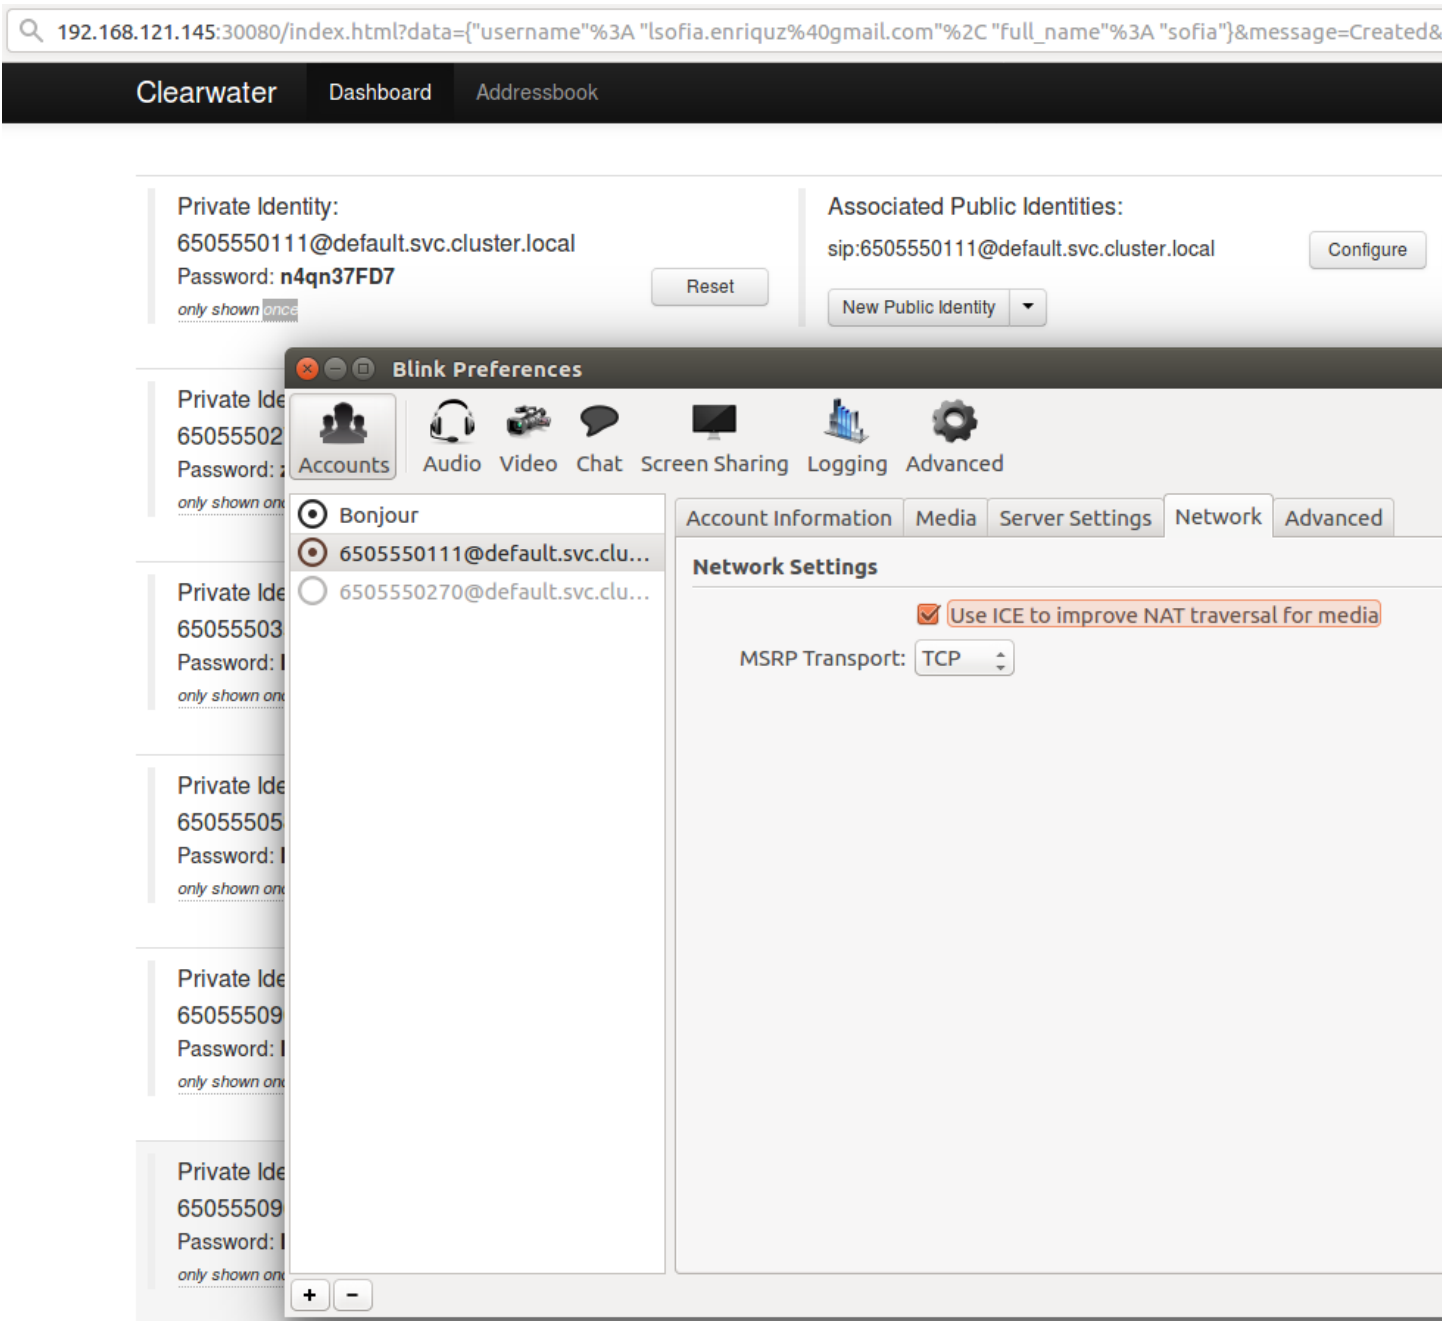 192.168.121.145:30080/index.html?data={"username"%3A "lsofia.enriquz%40gmail.com"%2C "full_name"%3A "sofia"}&message=Created&
Clearwater Dashboard Addressbook
Private Identity:
6505550111@default.svc.cluster.local
Password: n4qn37FD7
only shown once
Reset
Associated Public Identities:
sip:6505550111@default.svc.cluster.local
Configure
New Public Identity
Blink Preferences
Accounts Audio Video Chat Screen Sharing Logging Advanced
Bonjour
6505550111@default.svc.clu...
6505550270@default.svc.clu...
Account Information Media Server Settings Network Advanced
Network Settings
Use ICE to improve NAT traversal for media
MSRP Transport: TCP
Private Ide
65055502
Password:
only shown on
Private Ide
65055503
Password:
only shown on
Private Ide
65055505
Password:
only shown on
Private Ide
65055509
Password:
only shown on
Private Ide
65055509
Password:
only shown on
+ -